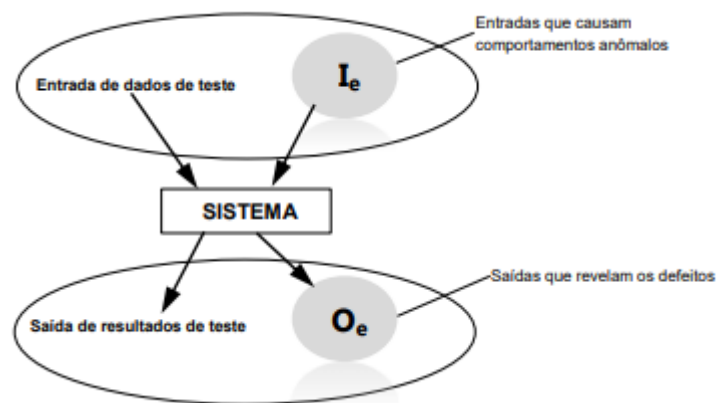 Entradas que causam
comportamentos anômalos
Entrada de dados de teste
Ie
SISTEMA
Saídas que revelam os defeitos
Saída de resultados de teste
Oe